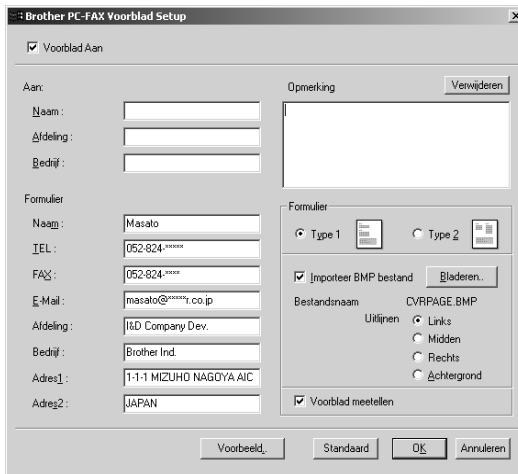 Brother PC-FAX Voorblad Setup
Voorblad Aan
Aan:
Naam :
Afdeling :
Bedrijf :
Opmerking
Verwijderen
Formulier
Naam : Masato
TEL : 052-824-*****
FAX : 052-824-****
E-Mail : masato@*****r.co.jp
Afdeling : I&D Company Dev.
Bedrijf : Brother Ind.
Adres1 : 1-1-1 MIZUHO NAGOYA AIC
Adres2 : JAPAN
Formulier
Type 1
Type 2
Importeer BMP bestand
Bladeren..
Bestandsnaam CVRPAGE.BMP
Uitlijnen Links
Midden
Rechts
Achtergrond
Voorblad meetellen
Voorbeeld..
Standaard
OK
Annuleren